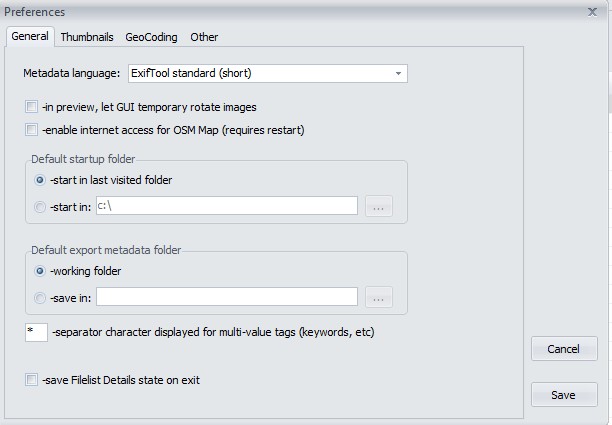 Preferences
General Thumbnails GeoCoding Other
Metadata language: ExifTool standard (short)
-in preview, let GUI temporary rotate images
-enable internet access for OSM Map (requires restart)
Default startup folder
-start in last visited folder
-start in: c:\ ...
Default export metadata folder
-working folder
-save in: ...
* -separator character displayed for multi-value tags (keywords, etc)
Cancel
-save Filelist Details state on exit
Save